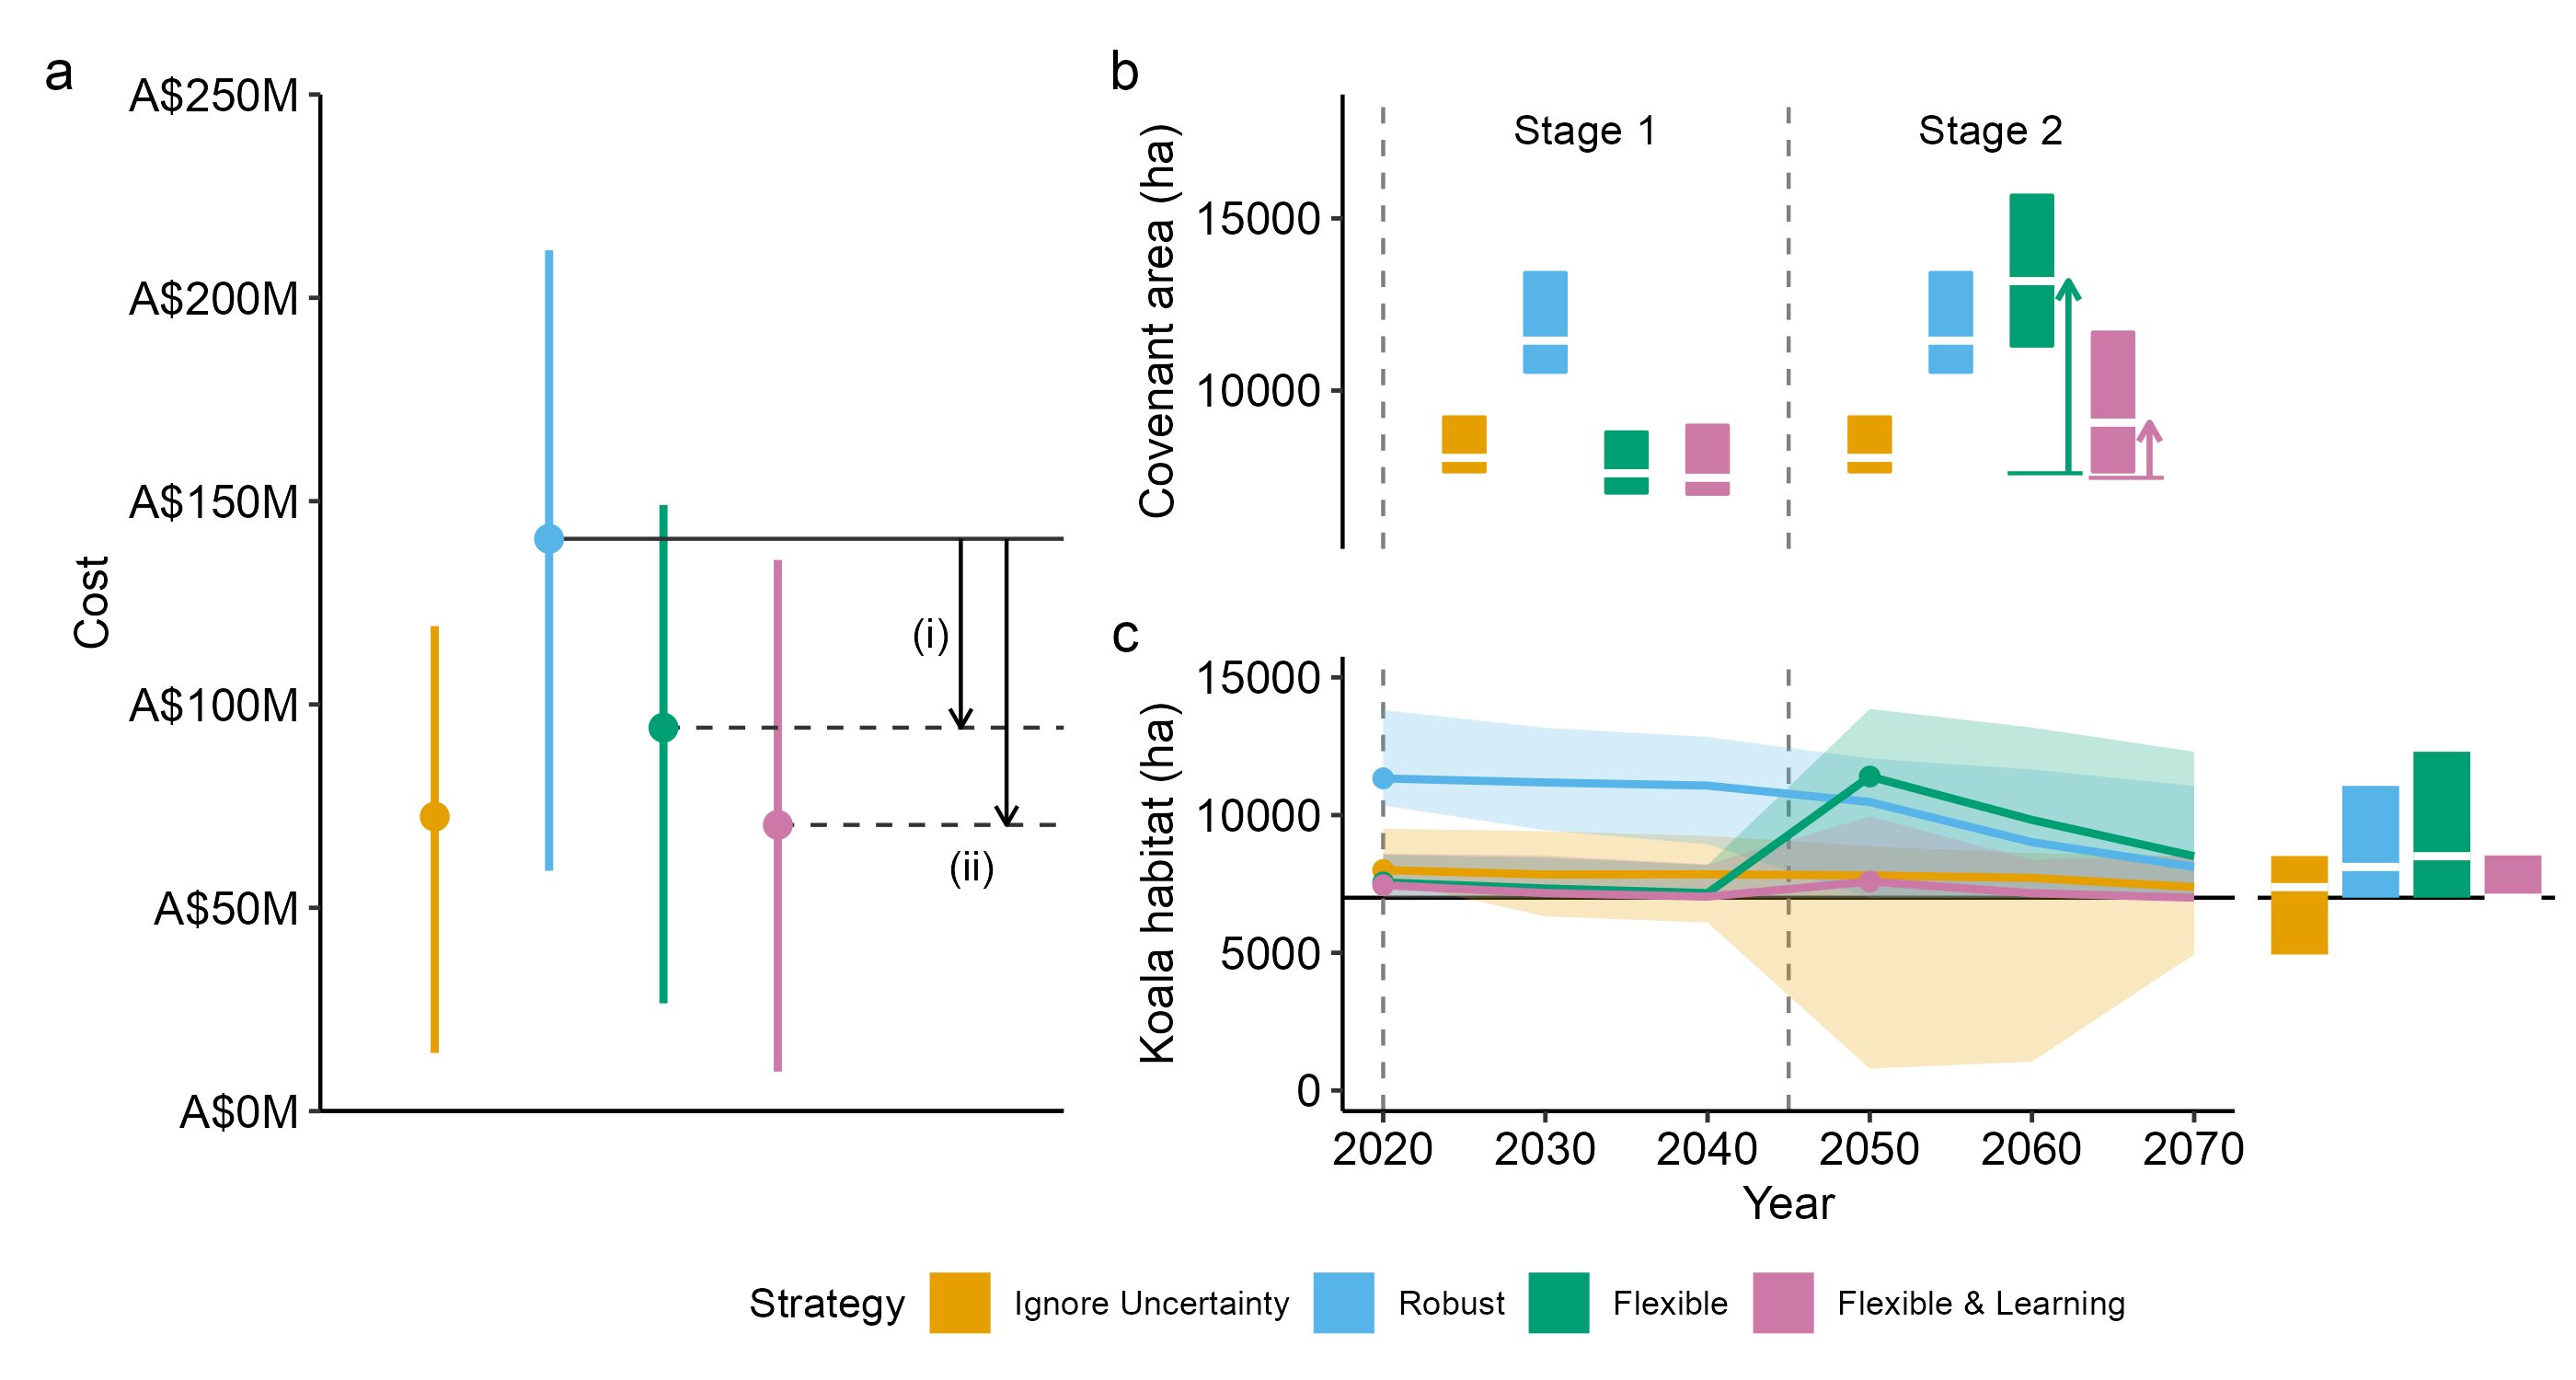 a
A$250M
A$200M
A$150M
A$100M
A$50M
A$0M
Cost
(i)
(ii)
b
Stage 1
Stage 2
Covenant area (ha)
15000
10000
c
Koala habitat (ha)
15000
10000
5000
0
2020 2030 2040 2050 2060 2070
Year
Strategy Ignore Uncertainty Robust Flexible Flexible & Learning